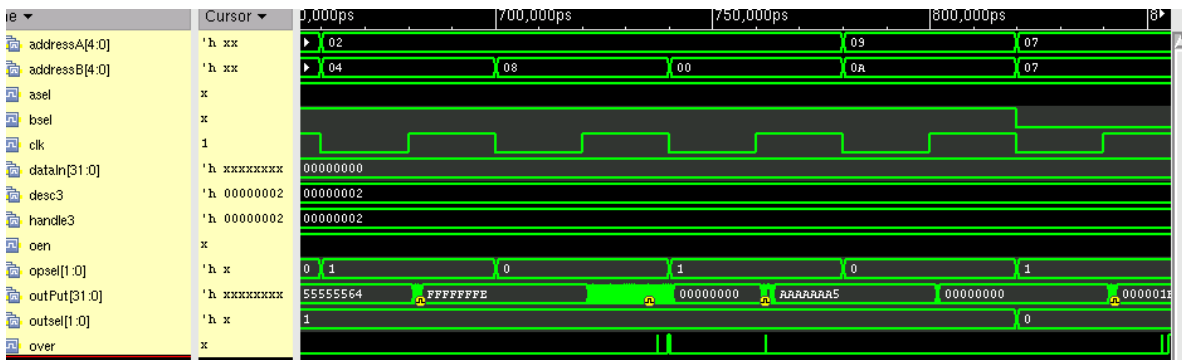 Cursor 700,000ps 750,000ps 800,000ps
addressA[4:0] 'h xx 02 09 07
addressB[4:0] 'h xx 04 08 00 0A 07
asel x
bsel x
clk 1
dataIn[31:0] 'h xxxxxxxx 00000000
desc3 'h 00000002 00000002
handle3 'h 00000002 00000002
oen x
opsel[1:0] 'h x 0 1 0 1 0 1
outPut[31:0] 'h xxxxxxxx 55555564 FFFFFFFE 00000000 AAAAAAA5 00000000
outsel[1:0] 'h x 1 0
over x